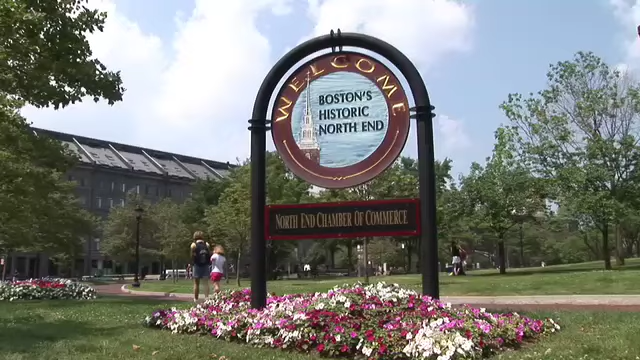 WELCOME
BOSTON'S
HISTORIC
NORTH END
NORTH END CHAMBER OF COMMERCE